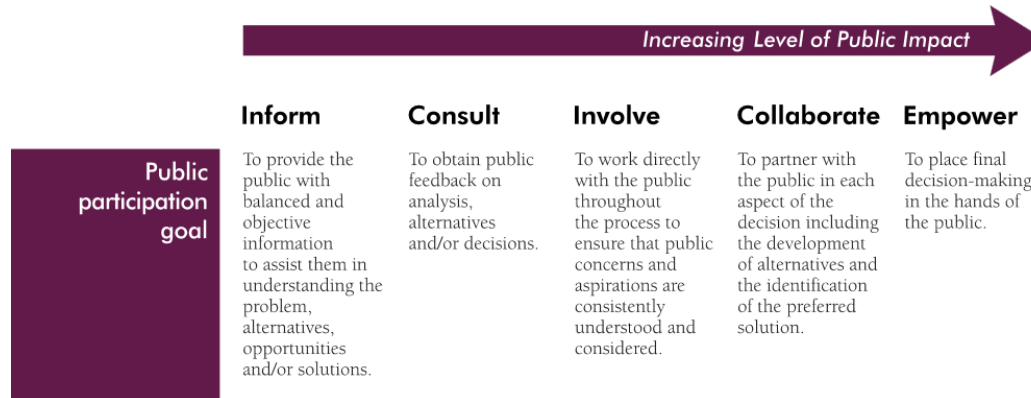 Increasing Level of Public Impact
Inform
Consult
Involve
Collaborate
Empower
Public
participation
goal
To provide the
public with
balanced and
objective
information
to assist them in
understanding the
problem,
alternatives,
opportunities
and/or solutions.
To obtain public
feedback on
analysis,
alternatives
and/or decisions.
To work directly
with the public
throughout
the process to
ensure that public
concerns and
aspirations are
consistently
understood and
considered.
To partner with
the public in each
aspect of the
decision including
the development
of alternatives and
the identification
of the preferred
solution.
To place final
decision-making
in the hands of
the public.